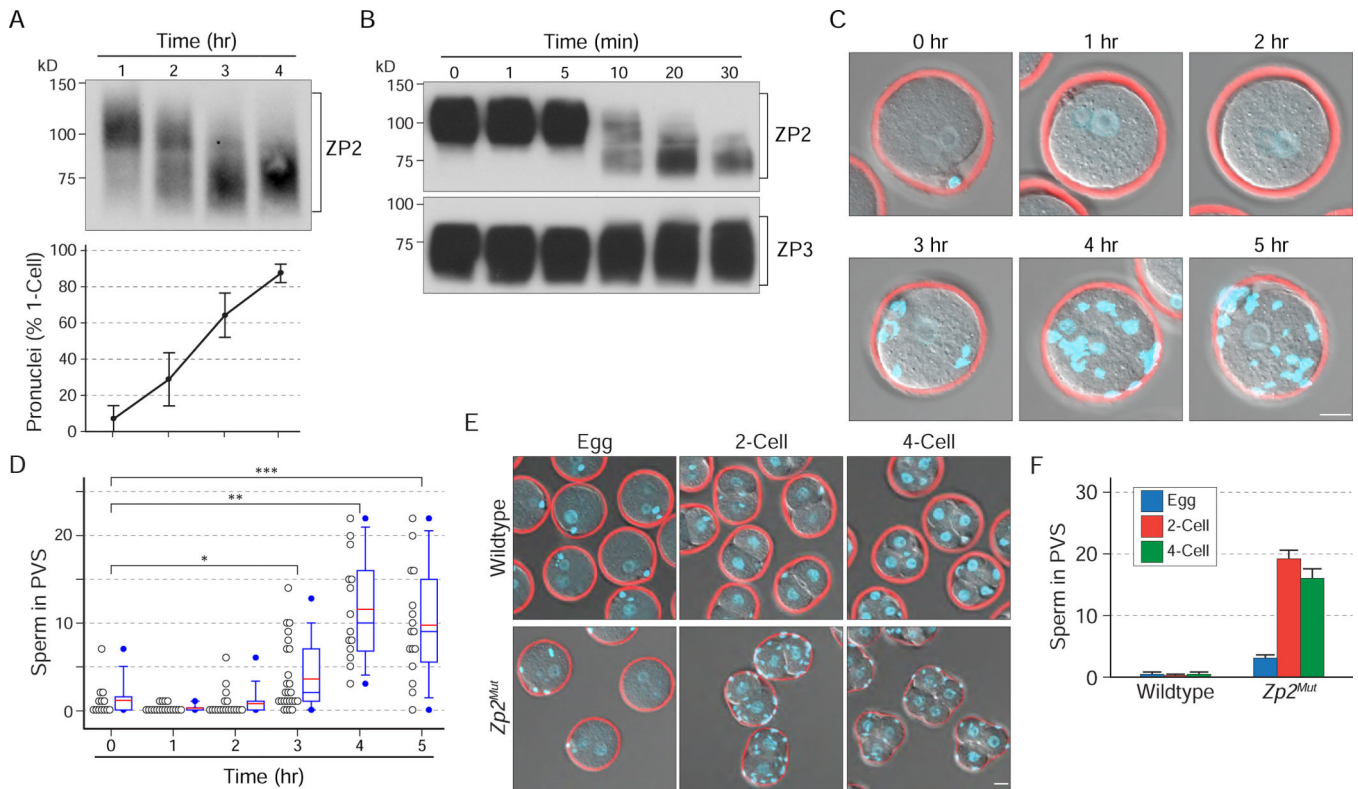 A
Time (hr)
kD
1 2 3 4
150
100
75
ZP2
Pronuclei (% 1-Cell)
100
80
60
40
20
0
B
Time (min)
kD
0 1 5 10 20 30
150
100
75
ZP2
100
75
ZP3
C
0 hr 1 hr 2 hr
3 hr 4 hr 5 hr
D
***
**
*
Sperm in PVS
20
10
0
0 1 2 3 4 5
Time (hr)
E
Egg 2-Cell 4-Cell
Wildtype
Zp2Mut
F
Sperm in PVS
30
20
10
0
Egg
2-Cell
4-Cell
Wildtype Zp2Mut